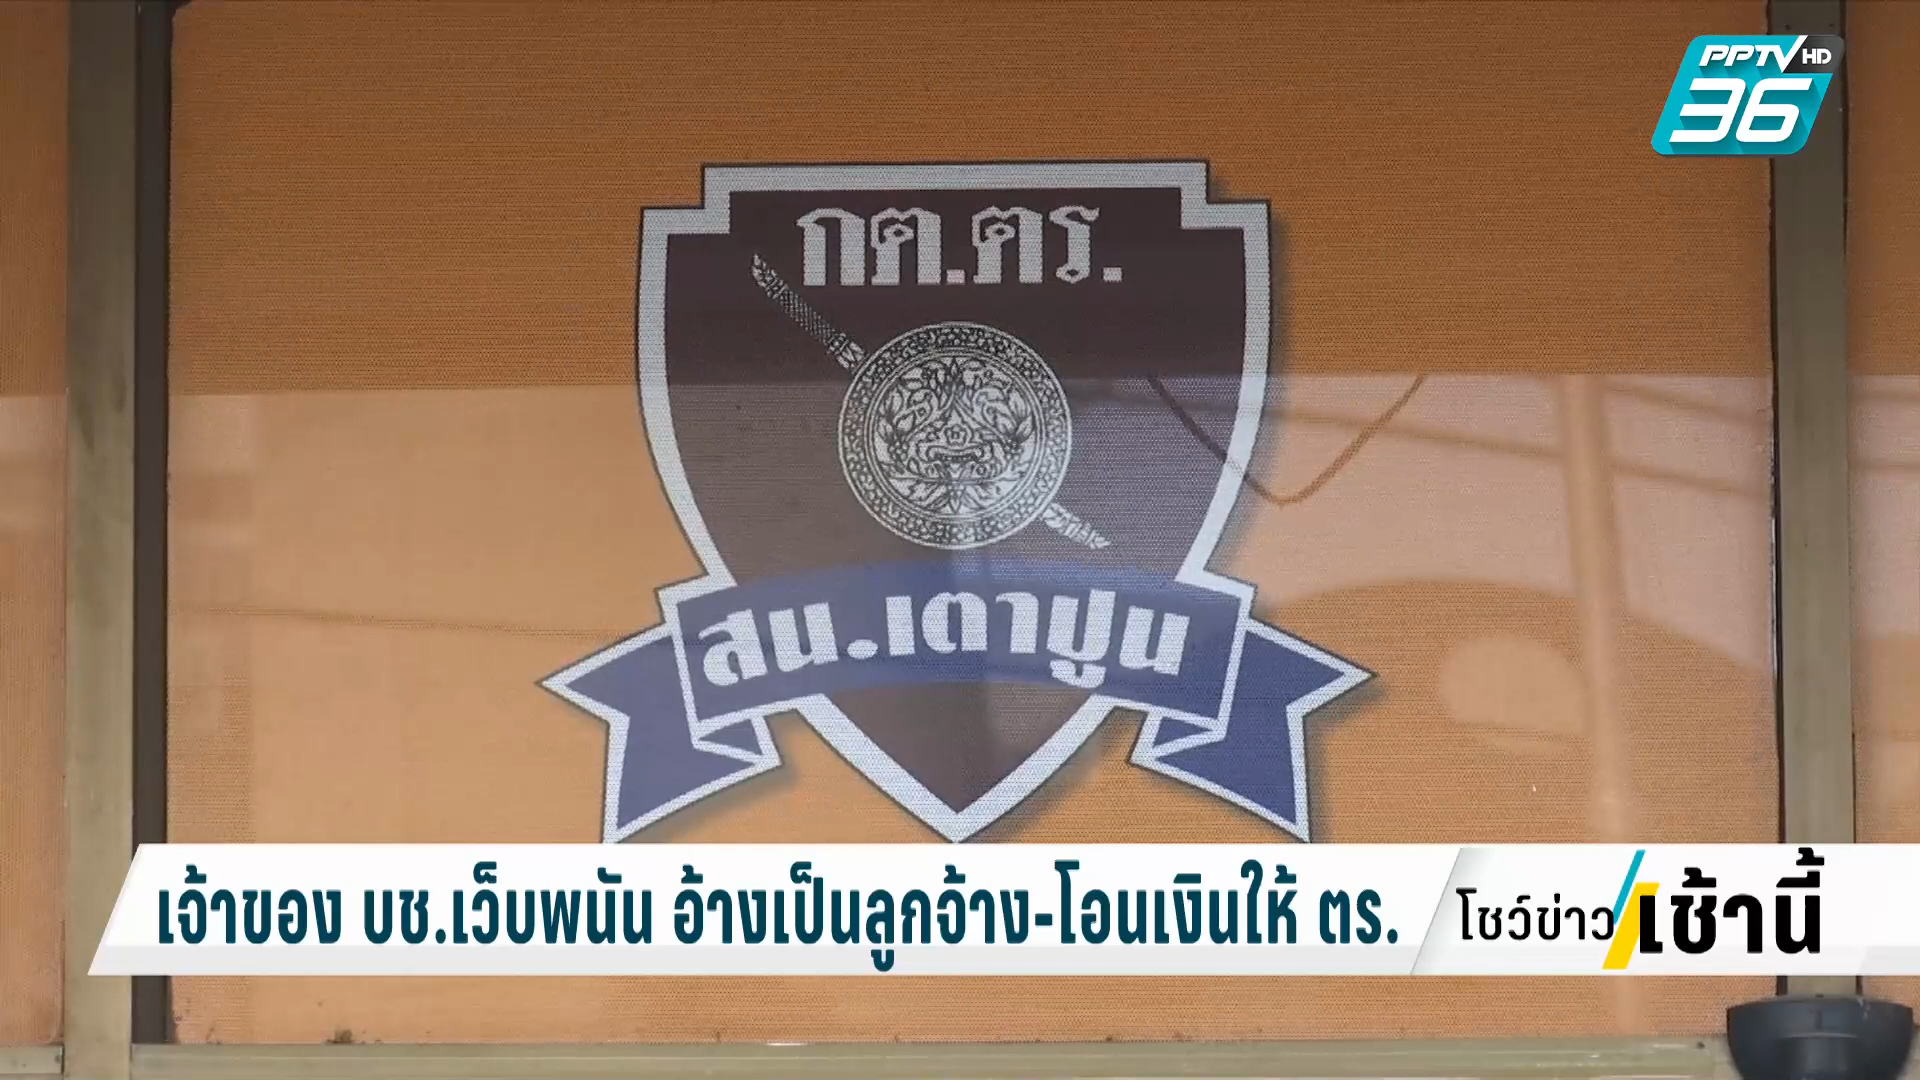 PPTV HD
36
กต.ตร.
สน.เตาปูน
เจ้าของ บช.เว็บพนัน อ้างเป็นลูกจ้าง-โอนเงินให้ ตร.
โชว์ข่าวเช้านี้